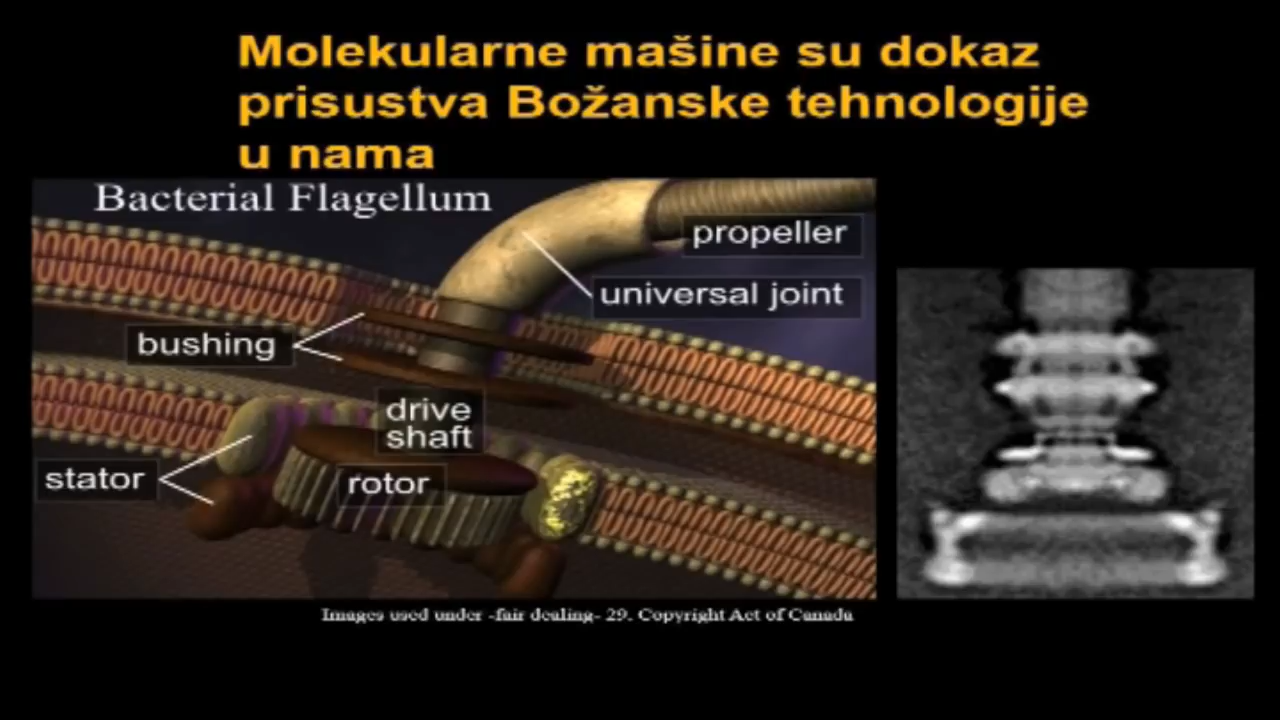 Molekularne mašine su dokaz
prisustva Božanske tehnologije
u nama
Bacterial Flagellum
propeller
universal joint
bushing
drive
shaft
stator
rotor
Images used under -fair dealing- 29. Copyright Act of Canada